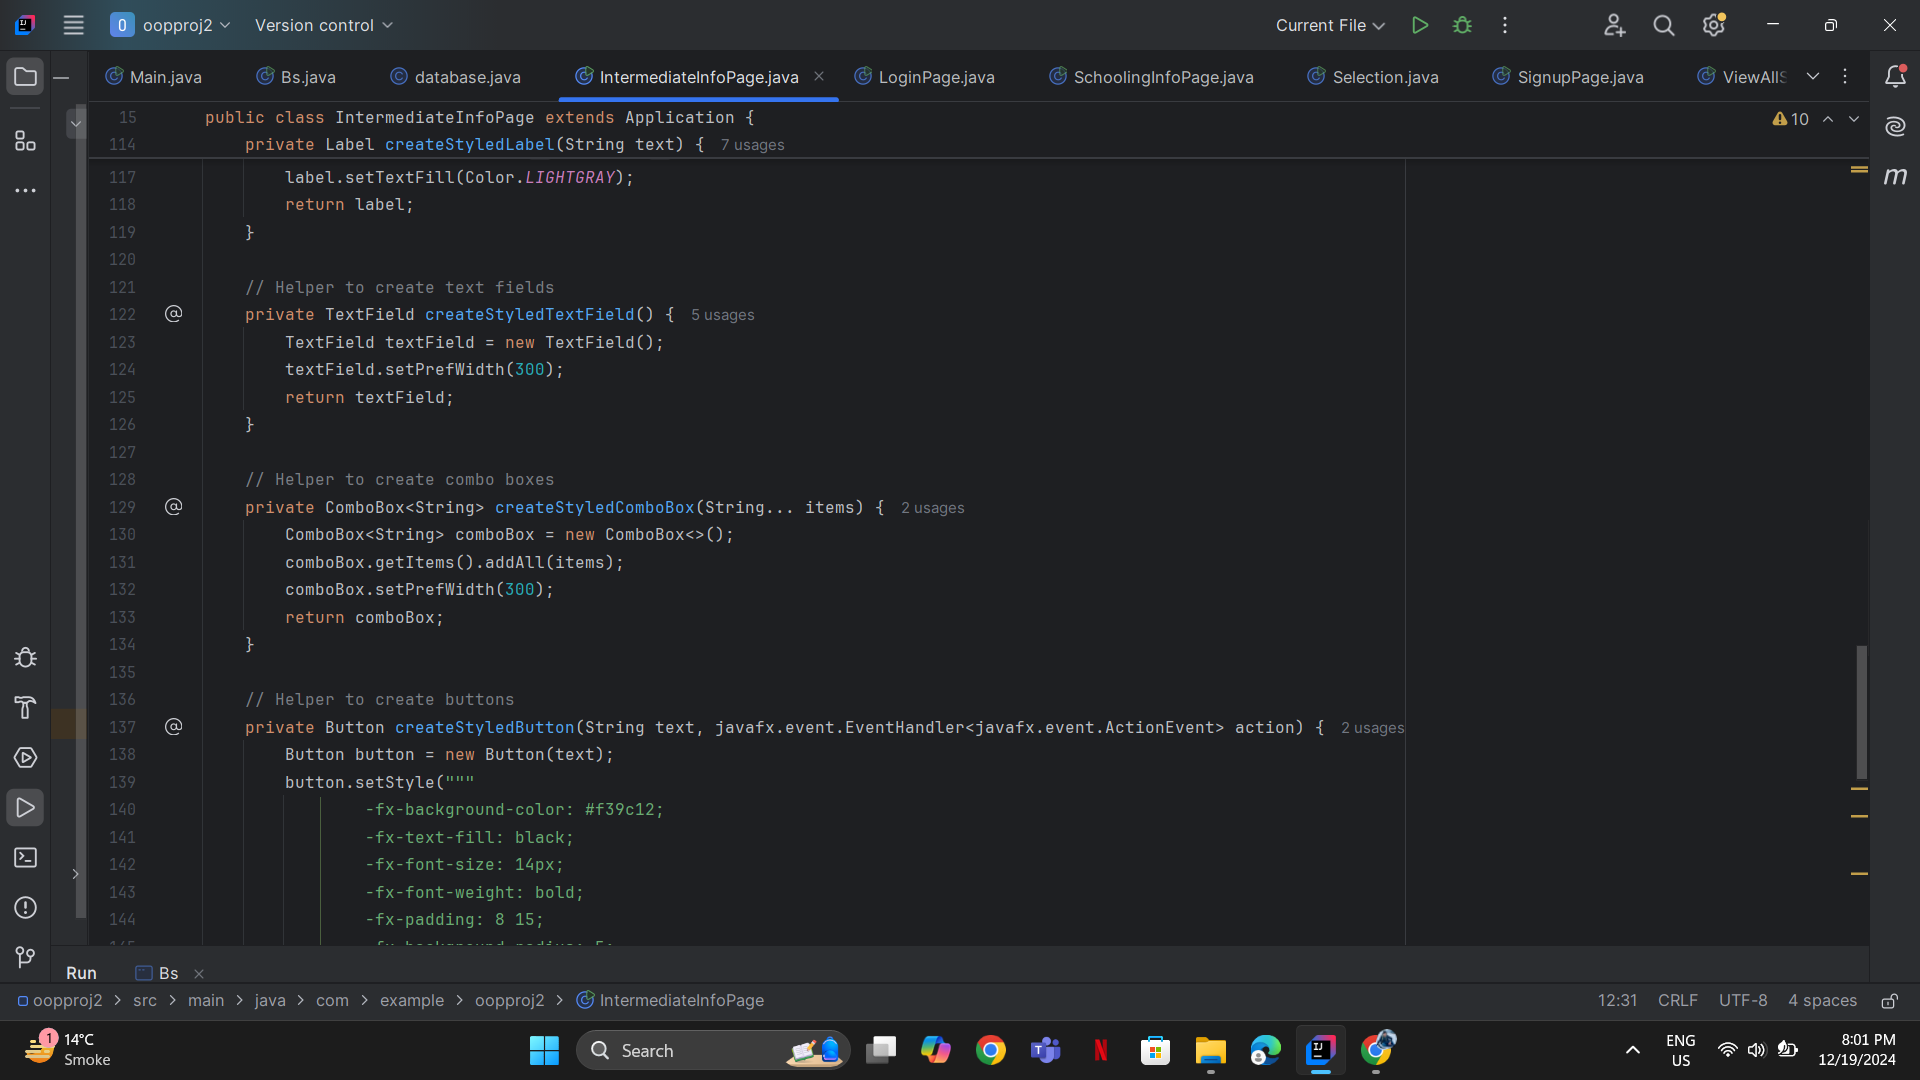 oopproj2 Version control Current File
Main.java Bs.java database.java IntermediateInfoPage.java LoginPage.java SchoolingInfoPage.java Selection.java SignupPage.java ViewAllS
15 public class IntermediateInfoPage extends Application {
10
114 private Label createStyledLabel(String text) { 7 usages
117 label.setTextFill(Color.LIGHTGRAY);
118 return label;
119 }
120
121 // Helper to create text fields
122 @ private TextField createStyledTextField() { 5 usages
123 TextField textField = new TextField();
124 textField.setPrefWidth(300);
125 return textField;
126 }
127
128 // Helper to create combo boxes
129 @ private ComboBox<String> createStyledComboBox(String... items) { 2 usages
130 ComboBox<String> comboBox = new ComboBox<>();
131 comboBox.getItems().addAll(items);
132 comboBox.setPrefWidth(300);
133 return comboBox;
134 }
135
136 // Helper to create buttons
137 @ private Button createStyledButton(String text, javafx.event.EventHandler<javafx.event.ActionEvent> action) { 2 usages
138 Button button = new Button(text);
139 button.setStyle("""
140 -fx-background-color: #f39c12;
141 -fx-text-fill: black;
142 -fx-font-size: 14px;
143 -fx-font-weight: bold;
144 -fx-padding: 8 15;
Run Bs
oopproj2 > src > main > java > com > example > oopproj2 > IntermediateInfoPage 12:31 CRLF UTF-8 4 spaces
1 14°C
Smoke
Search
ENG
US
8:01 PM
12/19/2024